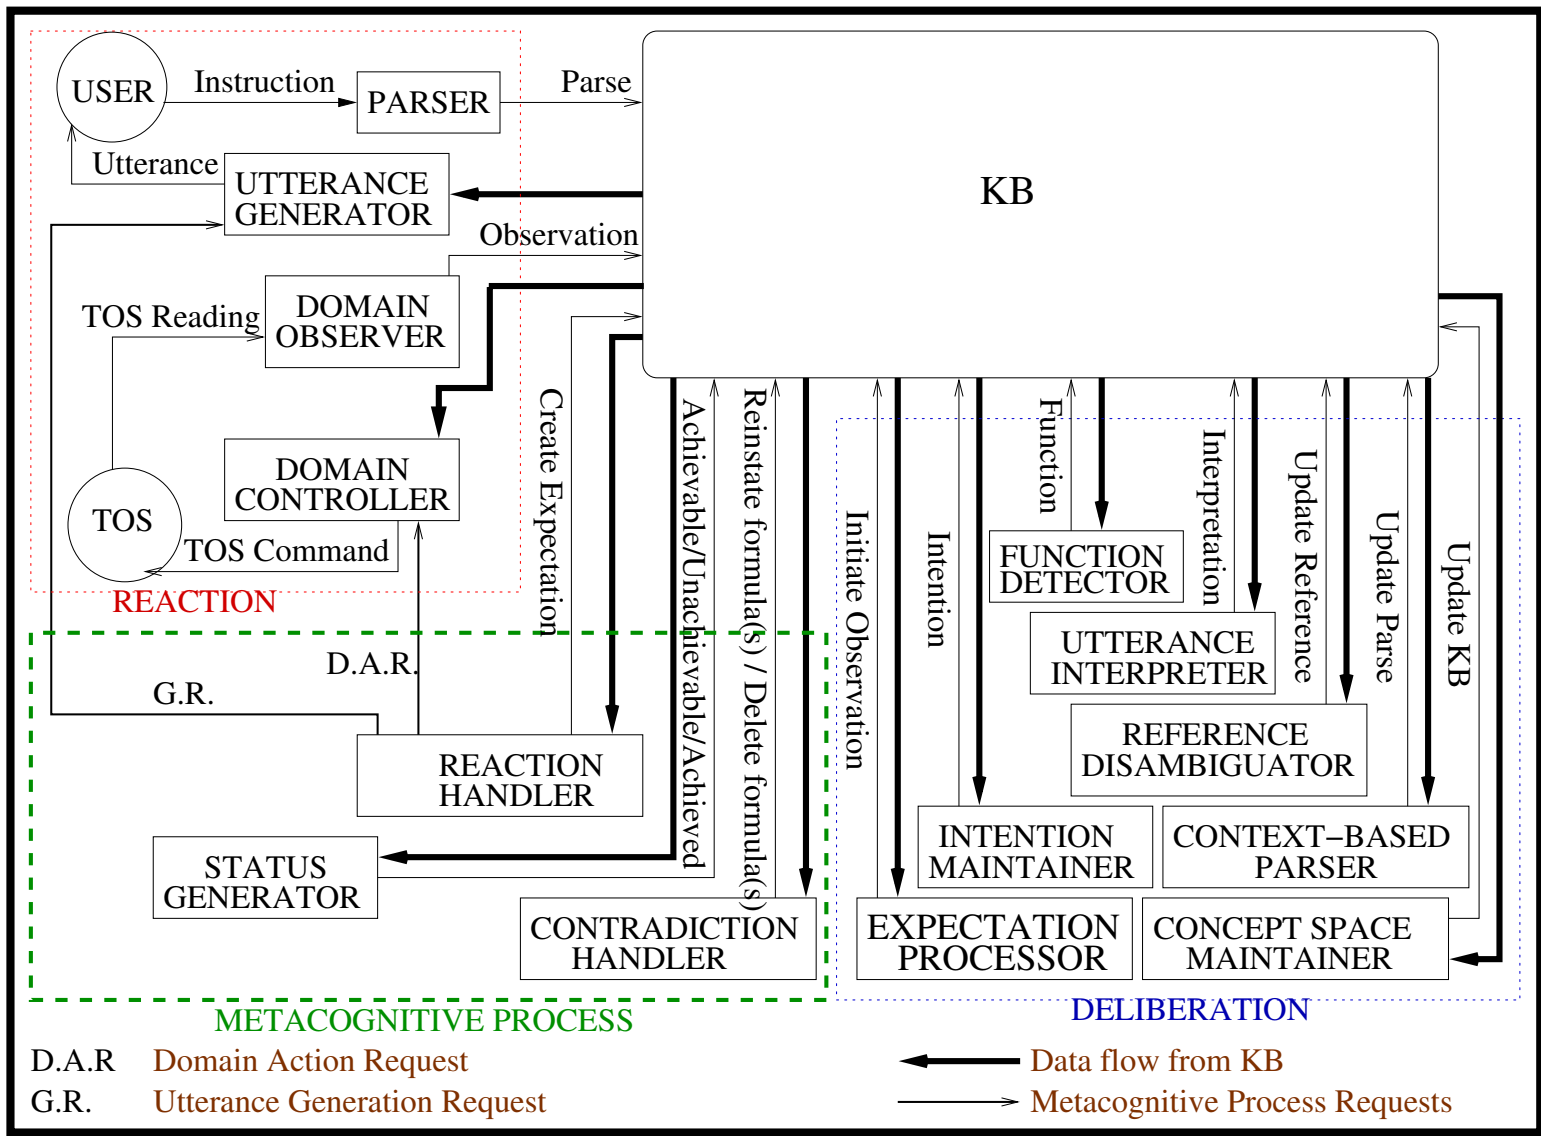 USER
Instruction
PARSER
Parse
KB
Utterance
UTTERANCE
GENERATOR
Observation
TOS Reading
DOMAIN
OBSERVER
DOMAIN
CONTROLLER
TOS
TOS Command
REACTION
Create Expectation
Achievable/Unachievable/Achieved
Reinstate formula(s) / Delete formula(s)
Initiate Observation
Intention
Function
Interpretation
Update Reference
Update Parse
Update KB
FUNCTION
DETECTOR
UTTERANCE
INTERPRETER
REFERENCE
DISAMBIGUATOR
D.A.R.
G.R.
REACTION
HANDLER
STATUS
GENERATOR
INTENTION
MAINTAINER
CONTEXT−BASED
PARSER
CONTRADICTION
HANDLER
EXPECTATION
PROCESSOR
CONCEPT SPACE
MAINTAINER
METACOGNITIVE PROCESS
DELIBERATION
D.A.R Domain Action Request
Data flow from KB
G.R. Utterance Generation Request
Metacognitive Process Requests